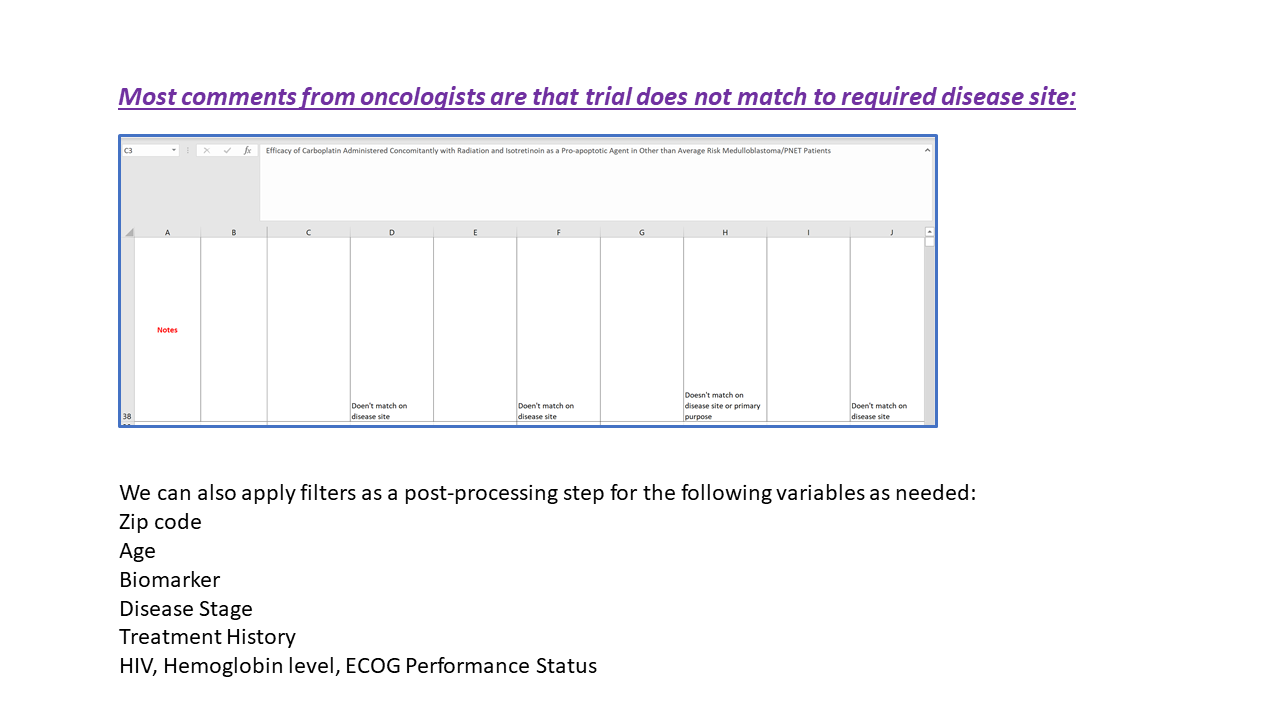 Most comments from oncologists are that trial does not match to required disease site:
C3
fx
Efficacy of Carboplatin Administered Concomitantly with Radiation and Isotretinoin as a Pro-apoptotic Agent in Other than Average Risk Medulloblastoma/PNET Patients
A B C D E F G H I J
Notes
38
Doen't match on
disease site
Doen't match on
disease site
Doesn't match on
disease site or primary
purpose
Doen't match on
disease site
We can also apply filters as a post-processing step for the following variables as needed:
Zip code
Age
Biomarker
Disease Stage
Treatment History
HIV, Hemoglobin level, ECOG Performance Status